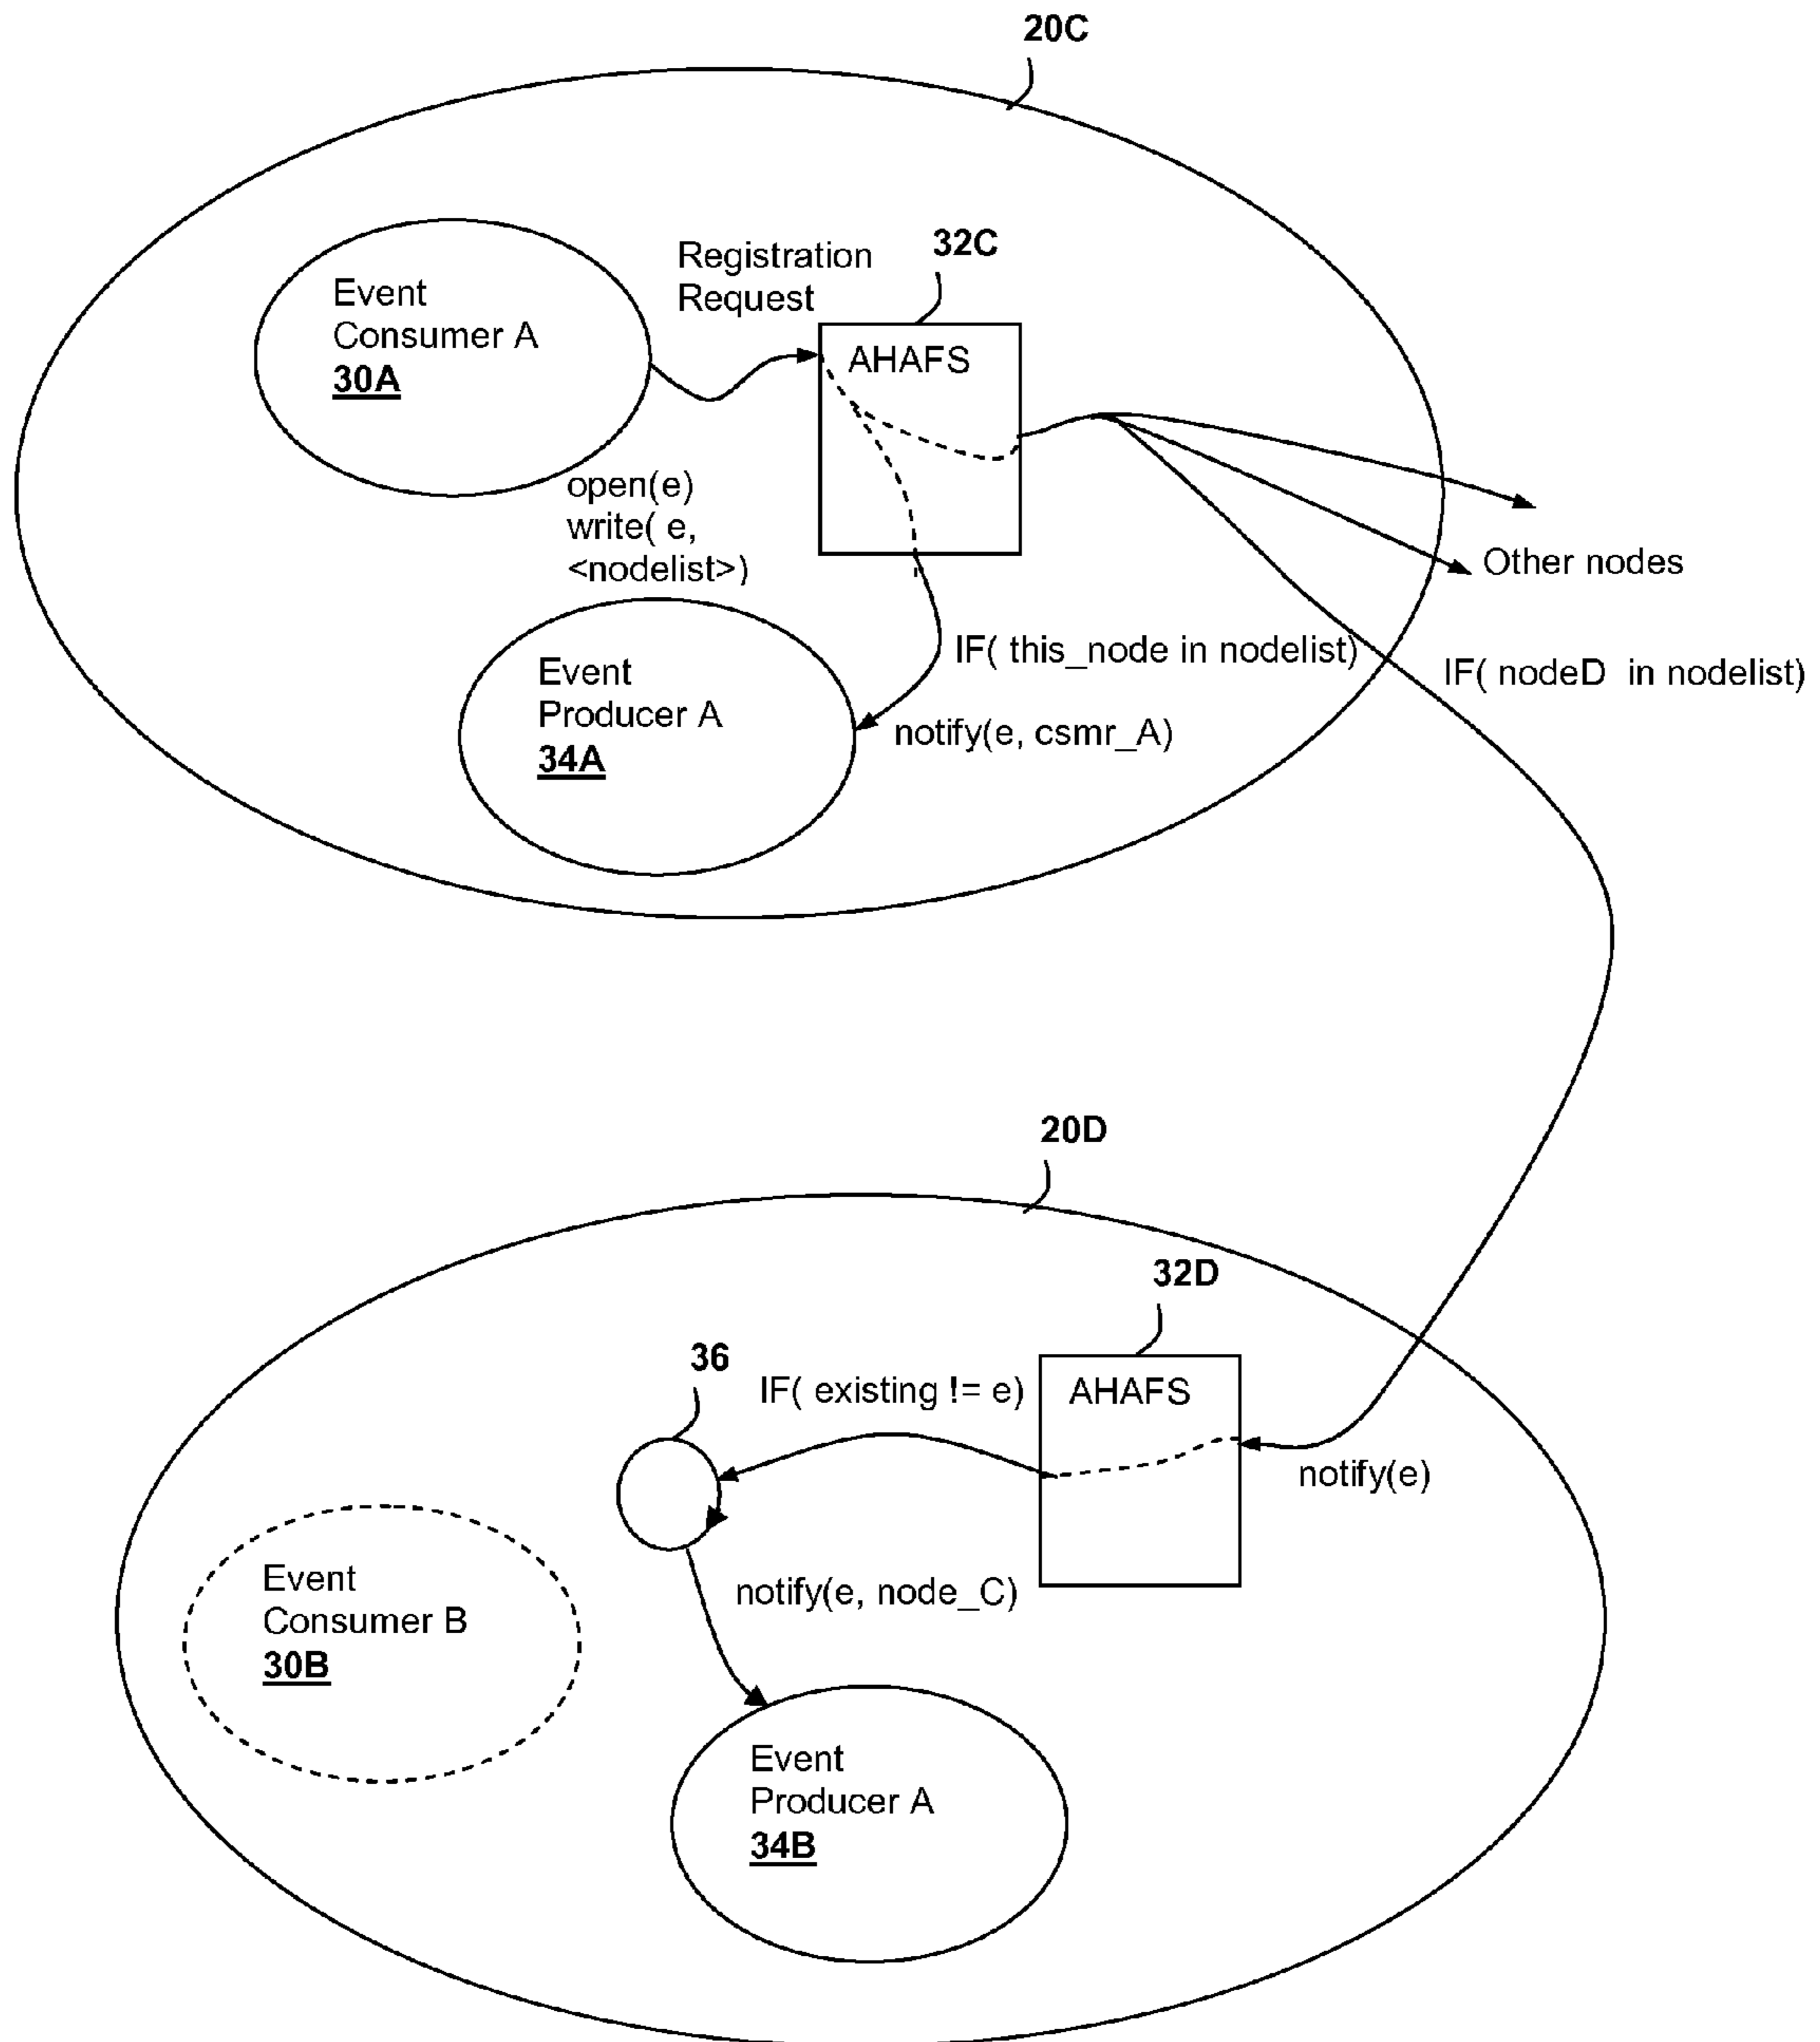 20C
Registration
Request
32C
Event
Consumer A
30A
AHAFS
open(e)
write( e,
<nodelist>)
Other nodes
IF( this_node in nodelist)
IF( nodeD  in nodelist)
Event
Producer A
34A
notify(e, csmr_A)
20D
32D
36
IF( existing != e)
AHAFS
notify(e)
Event
Consumer B
30B
notify(e, node_C)
Event
Producer A
34B